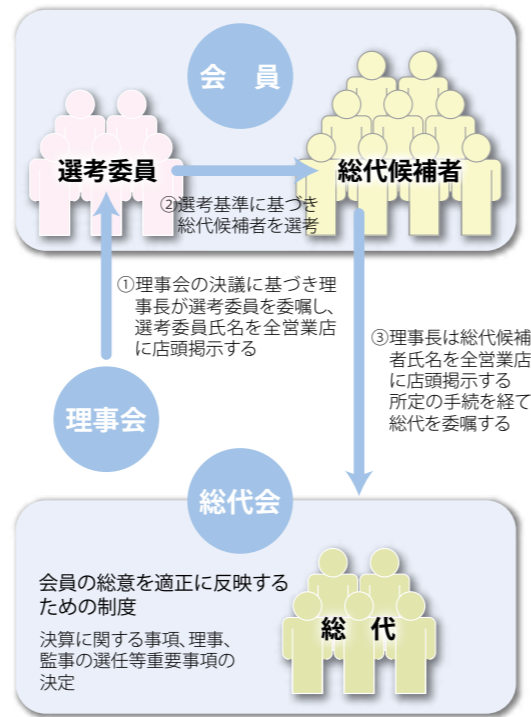 会　員
選考委員
総代候補者
②選考基準に基づき
総代候補者を選考
①理事会の決議に基づき理
事長が選考委員を委嘱し、
選考委員氏名を全営業店
に店頭掲示する
③理事長は総代候補
者氏名を全営業店
に店頭掲示する
所定の手続を経て
総代を委嘱する
理事会
総代会
会員の総意を適正に反映する
ための制度
決算に関する事項、理事、
監事の選任等重要事項の
決定
総　代